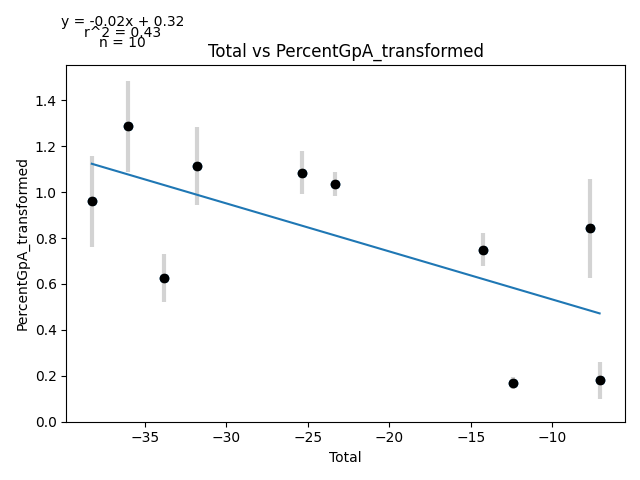 y = -0.02x + 0.32
r^2 = 0.43
n = 10
Total vs PercentGpA_transformed
PercentGpA_transformed
1.4
1.2
1.0
0.8
0.6
0.4
0.2
0.0
−35
−30
−25
−20
−15
−10
Total